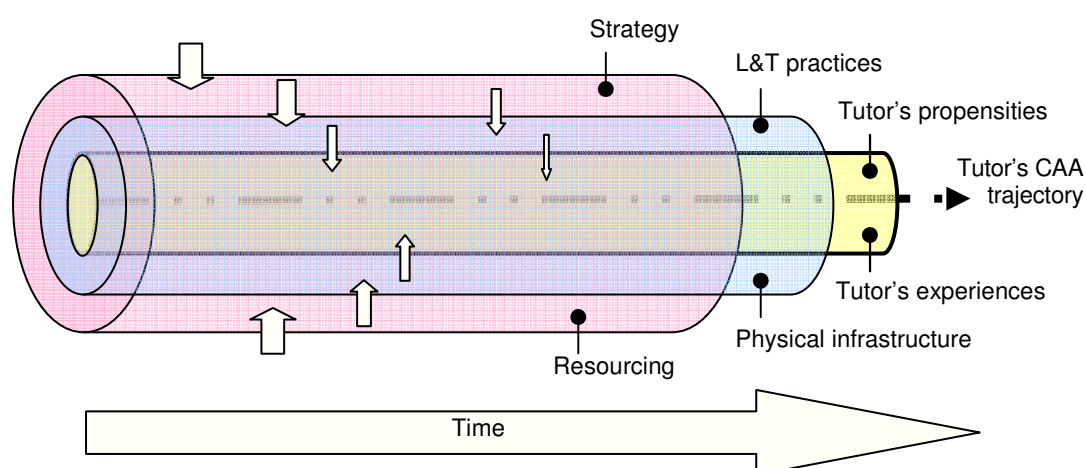 Strategy
L&T practices
Tutor's propensities
Tutor's CAA
trajectory
Tutor's experiences
Physical infrastructure
Resourcing
Time